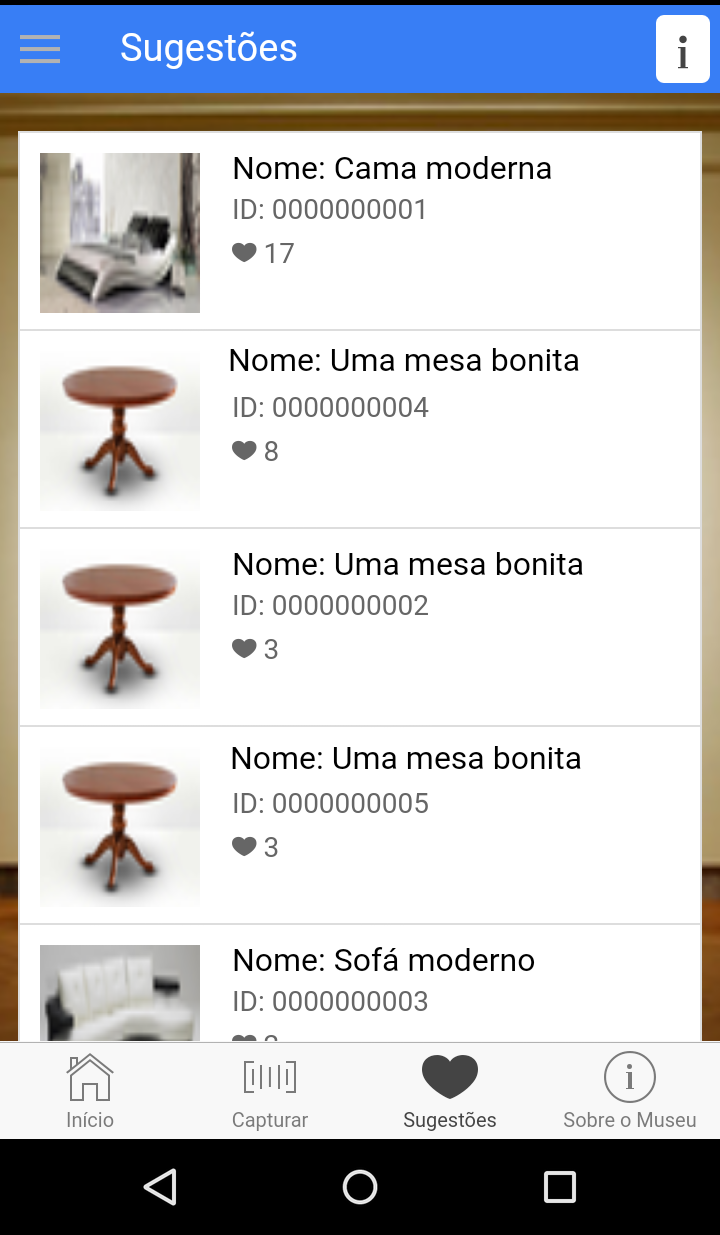 Sugestões
i
Nome: Cama moderna
ID: 0000000001
17
Nome: Uma mesa bonita
ID: 0000000004
8
Nome: Uma mesa bonita
ID: 0000000002
3
Nome: Uma mesa bonita
ID: 0000000005
3
Nome: Sofá moderno
ID: 0000000003
Início
Capturar
Sugestões
i
Sobre o Museu